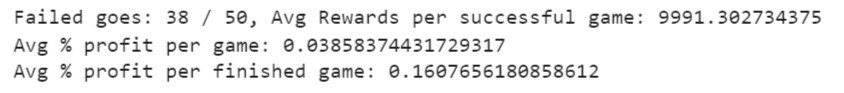 Failed goes: 38 / 50, Avg Rewards per successful game: 9991.302734375
Avg % profit per game: 0.03858374431729317
Avg % profit per finished game: 0.1607656180858612